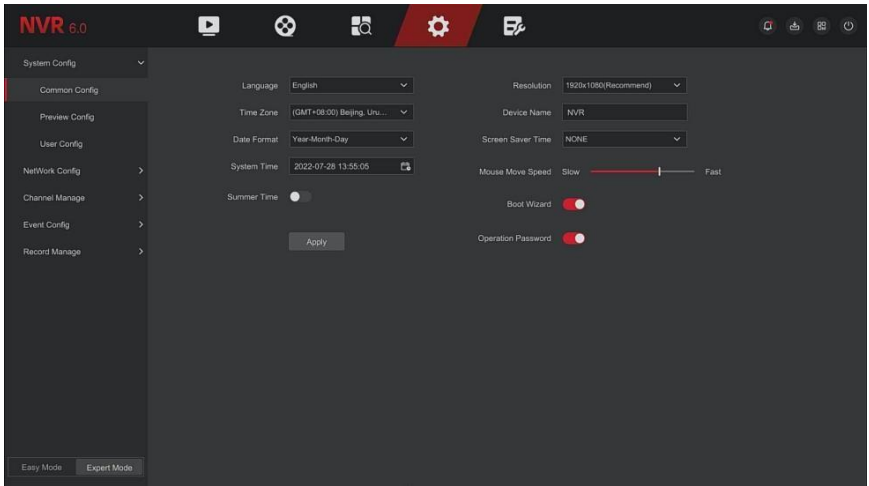 NVR 6.0
System Config
Common Config
Preview Config
User Config
NetWork Config
Channel Manage
Event Config
Record Manage
Easy Mode Expert Mode
Language English
Time Zone (GMT+08:00) Beijing, Uru...
Date Format Year-Month-Day
System Time 2022-07-28 13:55:05
Summer Time
Apply
Resolution 1920x1080(Recommend)
Device Name NVR
Screen Saver Time NONE
Mouse Move Speed Slow Fast
Boot Wizard
Operation Password